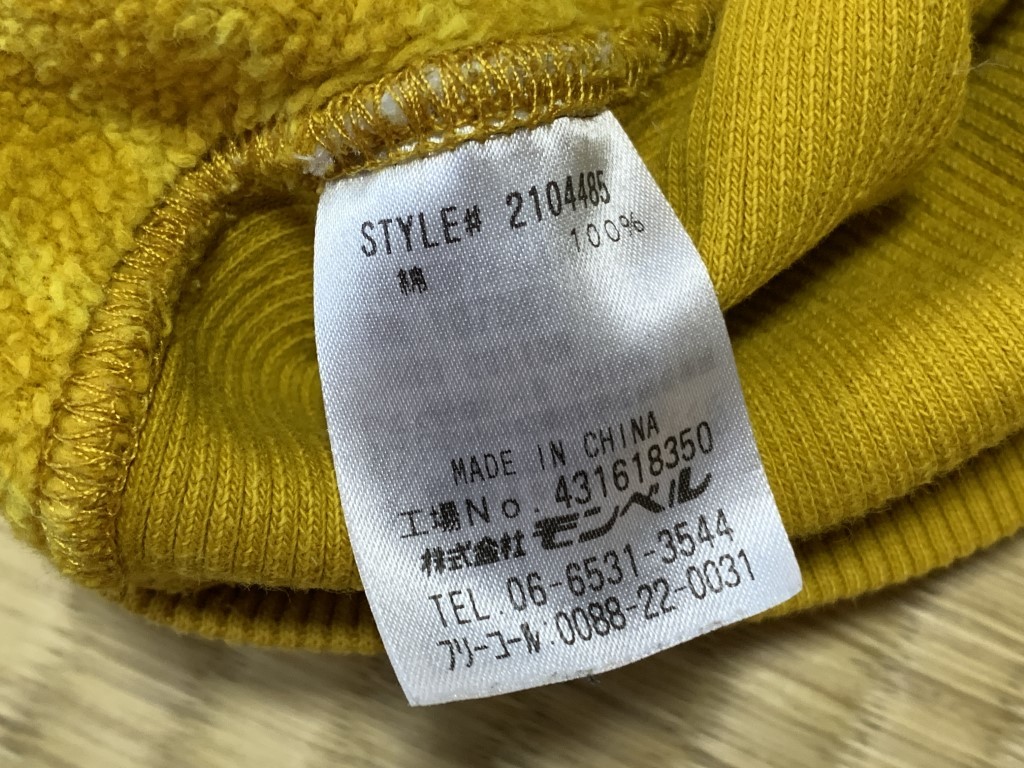 STYLE# 2104485
綿 100%
MADE IN CHINA
工場No. 431618350
株式會社 モンベル
TEL.06-6531-3544
フリーコール:0088-22-0031